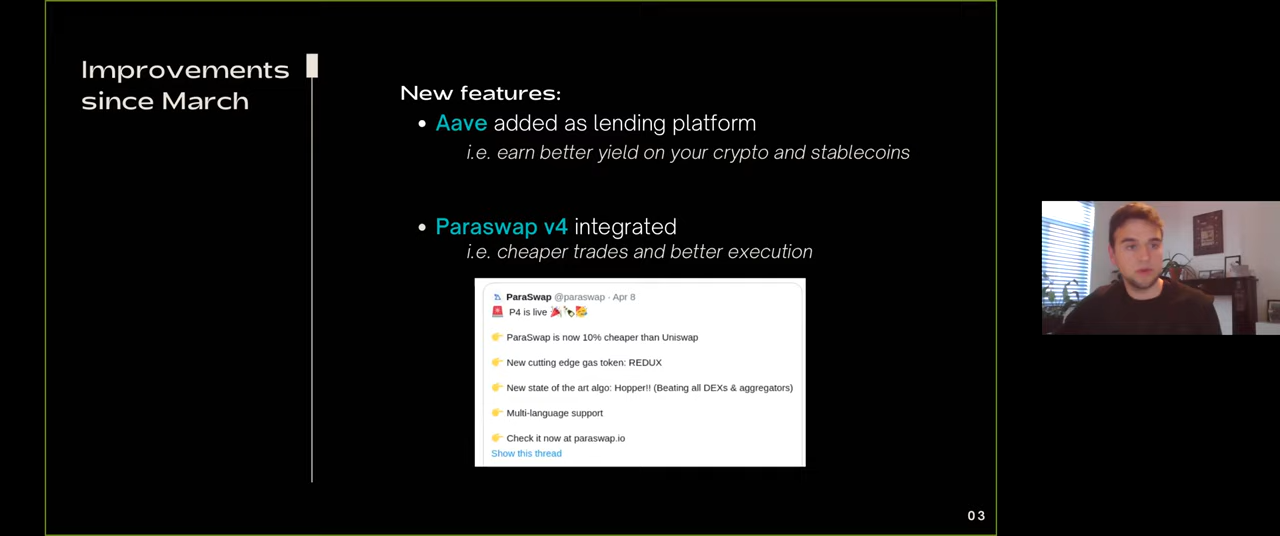 Improvements
since March
New features:
• Aave added as lending platform
i.e. earn better yield on your crypto and stablecoins
• Paraswap v4 integrated
i.e. cheaper trades and better execution
ParaSwap @paraswap · Apr 8
🚨 P4 is live 🎉🍾🥳
👉 ParaSwap is now 10% cheaper than Uniswap
👉 New cutting edge gas token: REDUX
👉 New state of the art algo: Hopper!! (Beating all DEXs & aggregators)
👉 Multi-language support
👉 Check it now at paraswap.io
Show this thread
03